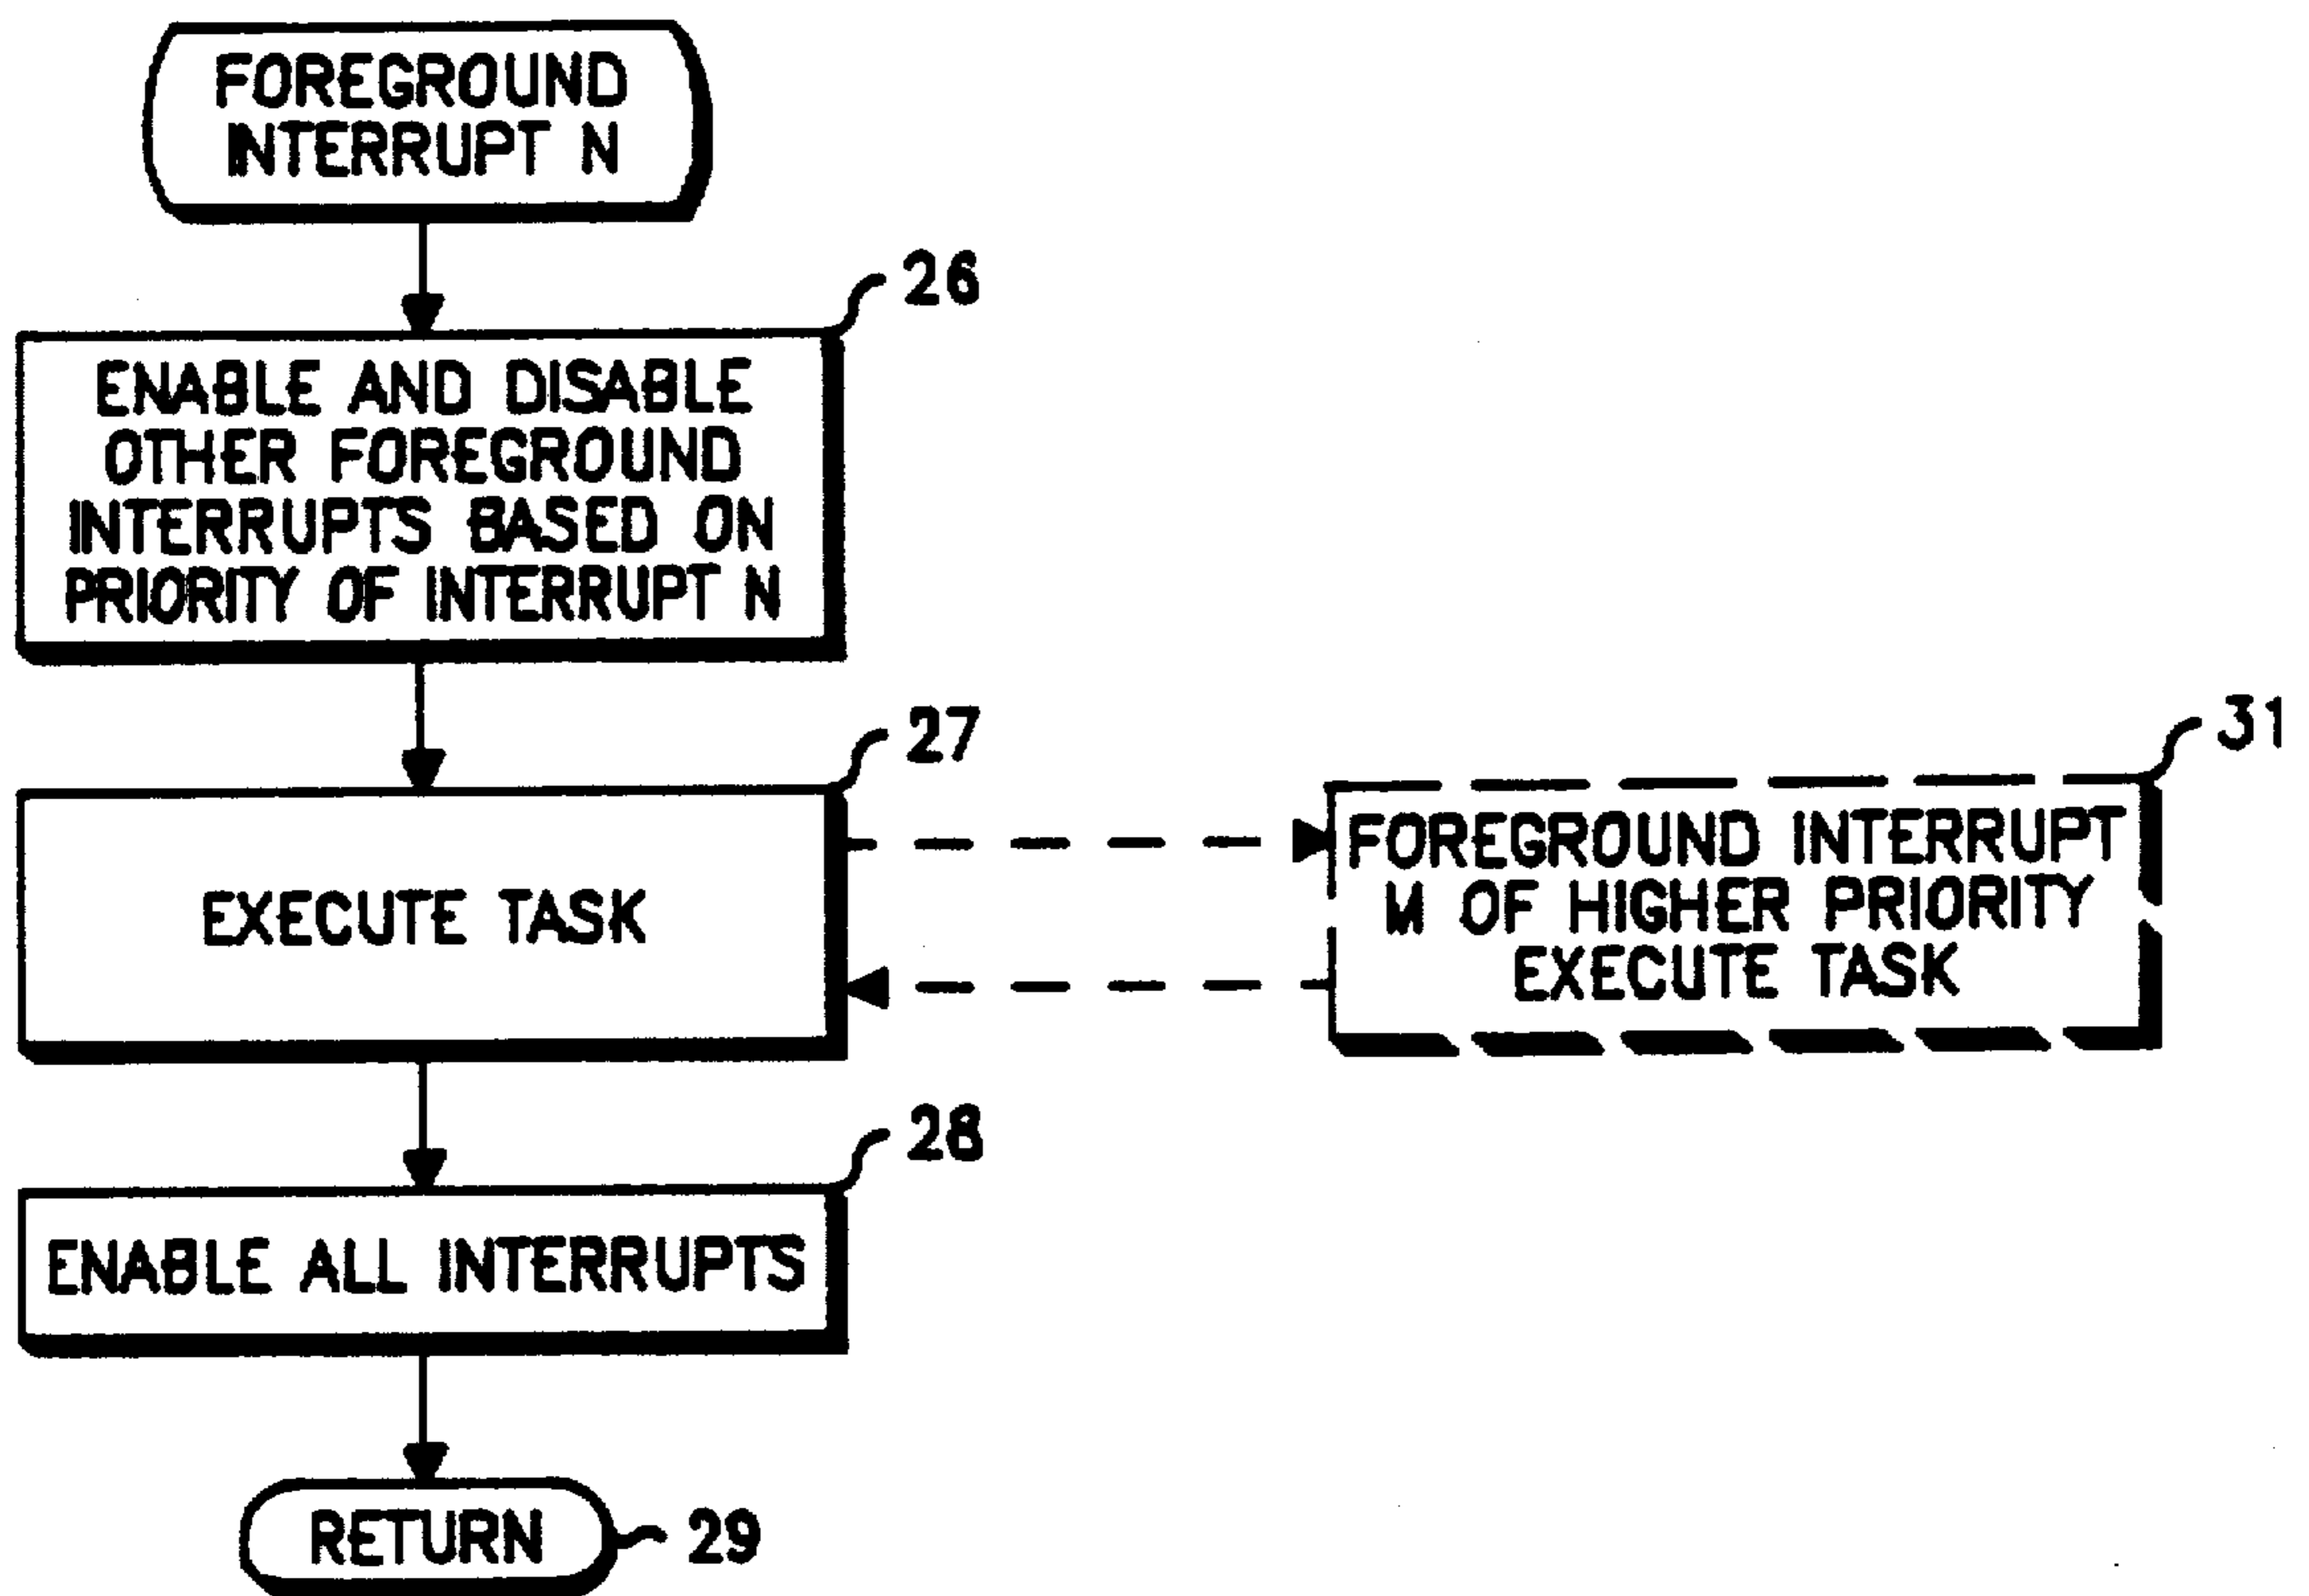 FOREGROUND
INTERRUPT N
26
ENABLE AND DISABLE
OTHER FOREGROUND
INTERRUPTS BASED ON
PRIORITY OF INTERRUPT N
27
31
EXECUTE TASK
FOREGROUND INTERRUPT
M OF HIGHER PRIORITY
EXECUTE TASK
28
ENABLE ALL INTERRUPTS
RETURN
29